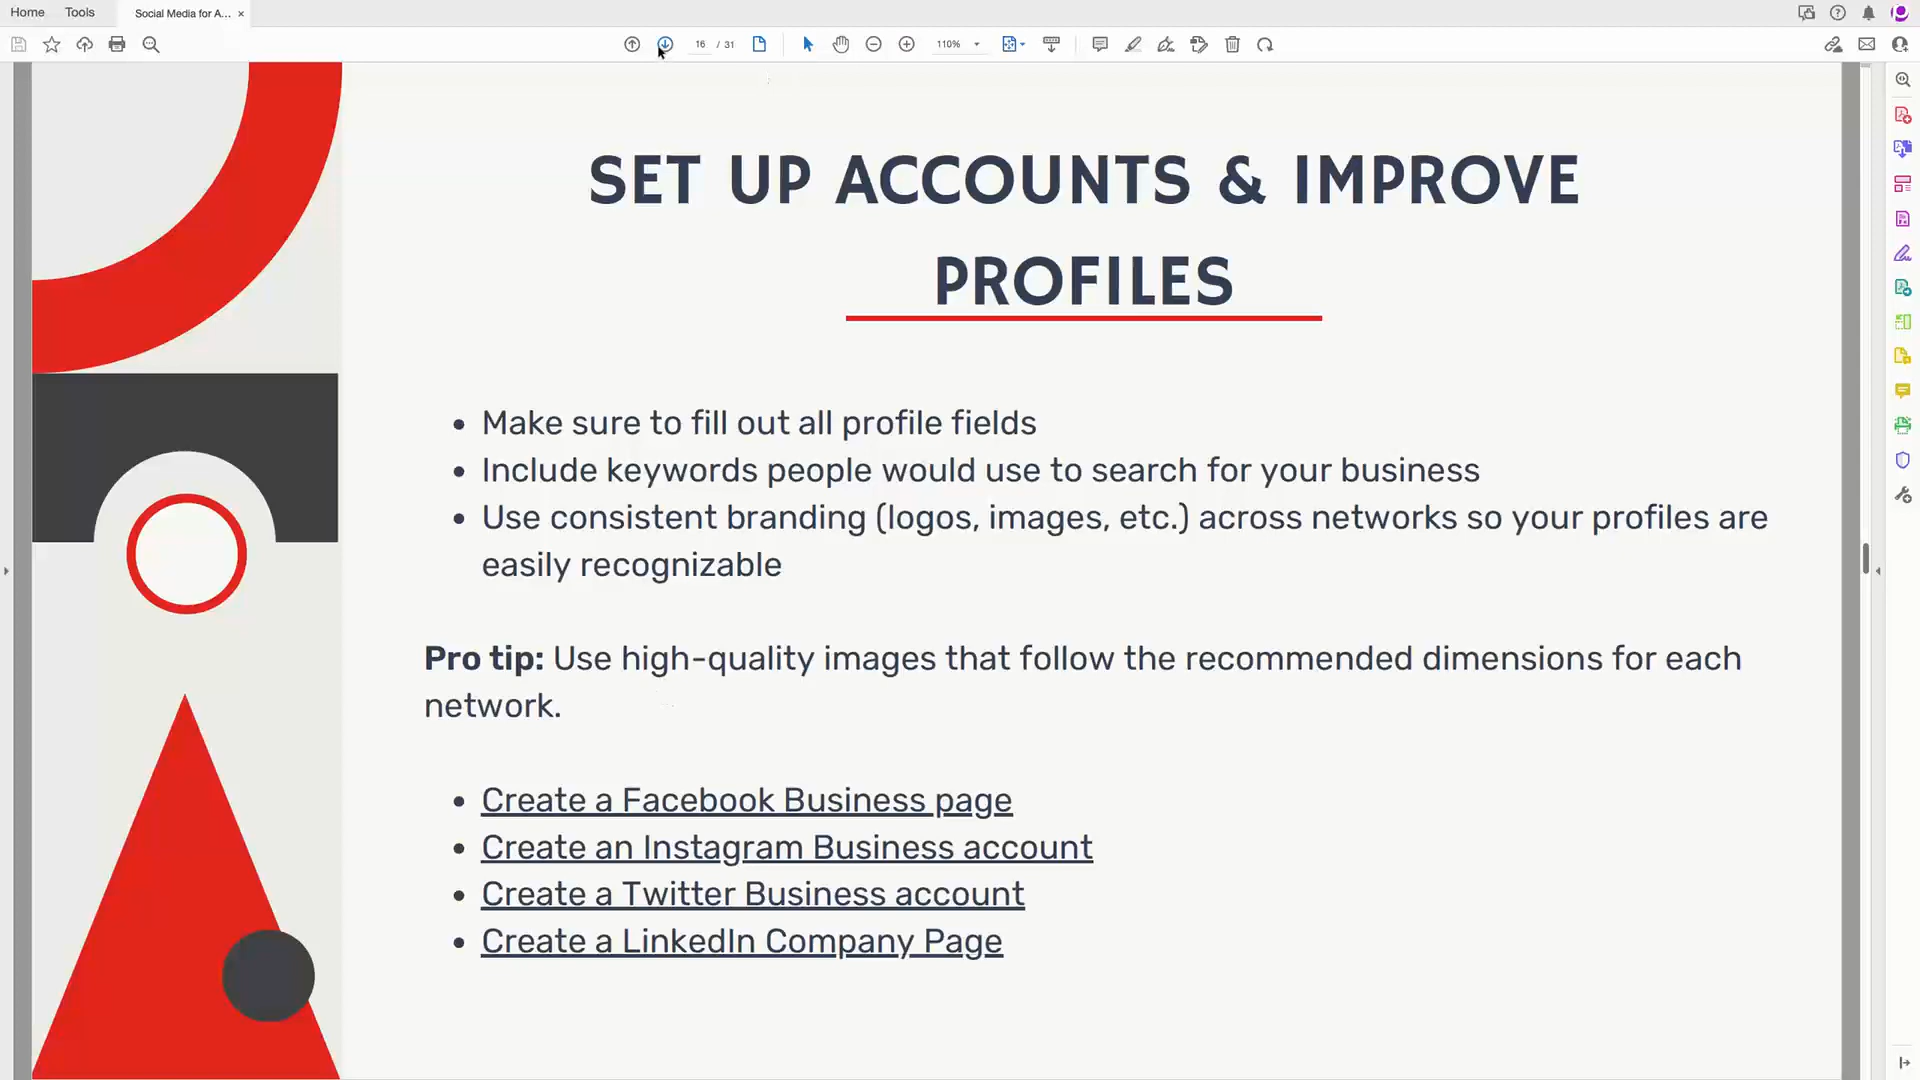 Home Tools Social Media for A... ×
16 / 31 110%
SET UP ACCOUNTS & IMPROVE
PROFILES
• Make sure to fill out all profile fields
• Include keywords people would use to search for your business
• Use consistent branding (logos, images, etc.) across networks so your profiles are
easily recognizable
Pro tip: Use high-quality images that follow the recommended dimensions for each
network.
• Create a Facebook Business page
• Create an Instagram Business account
• Create a Twitter Business account
• Create a LinkedIn Company Page